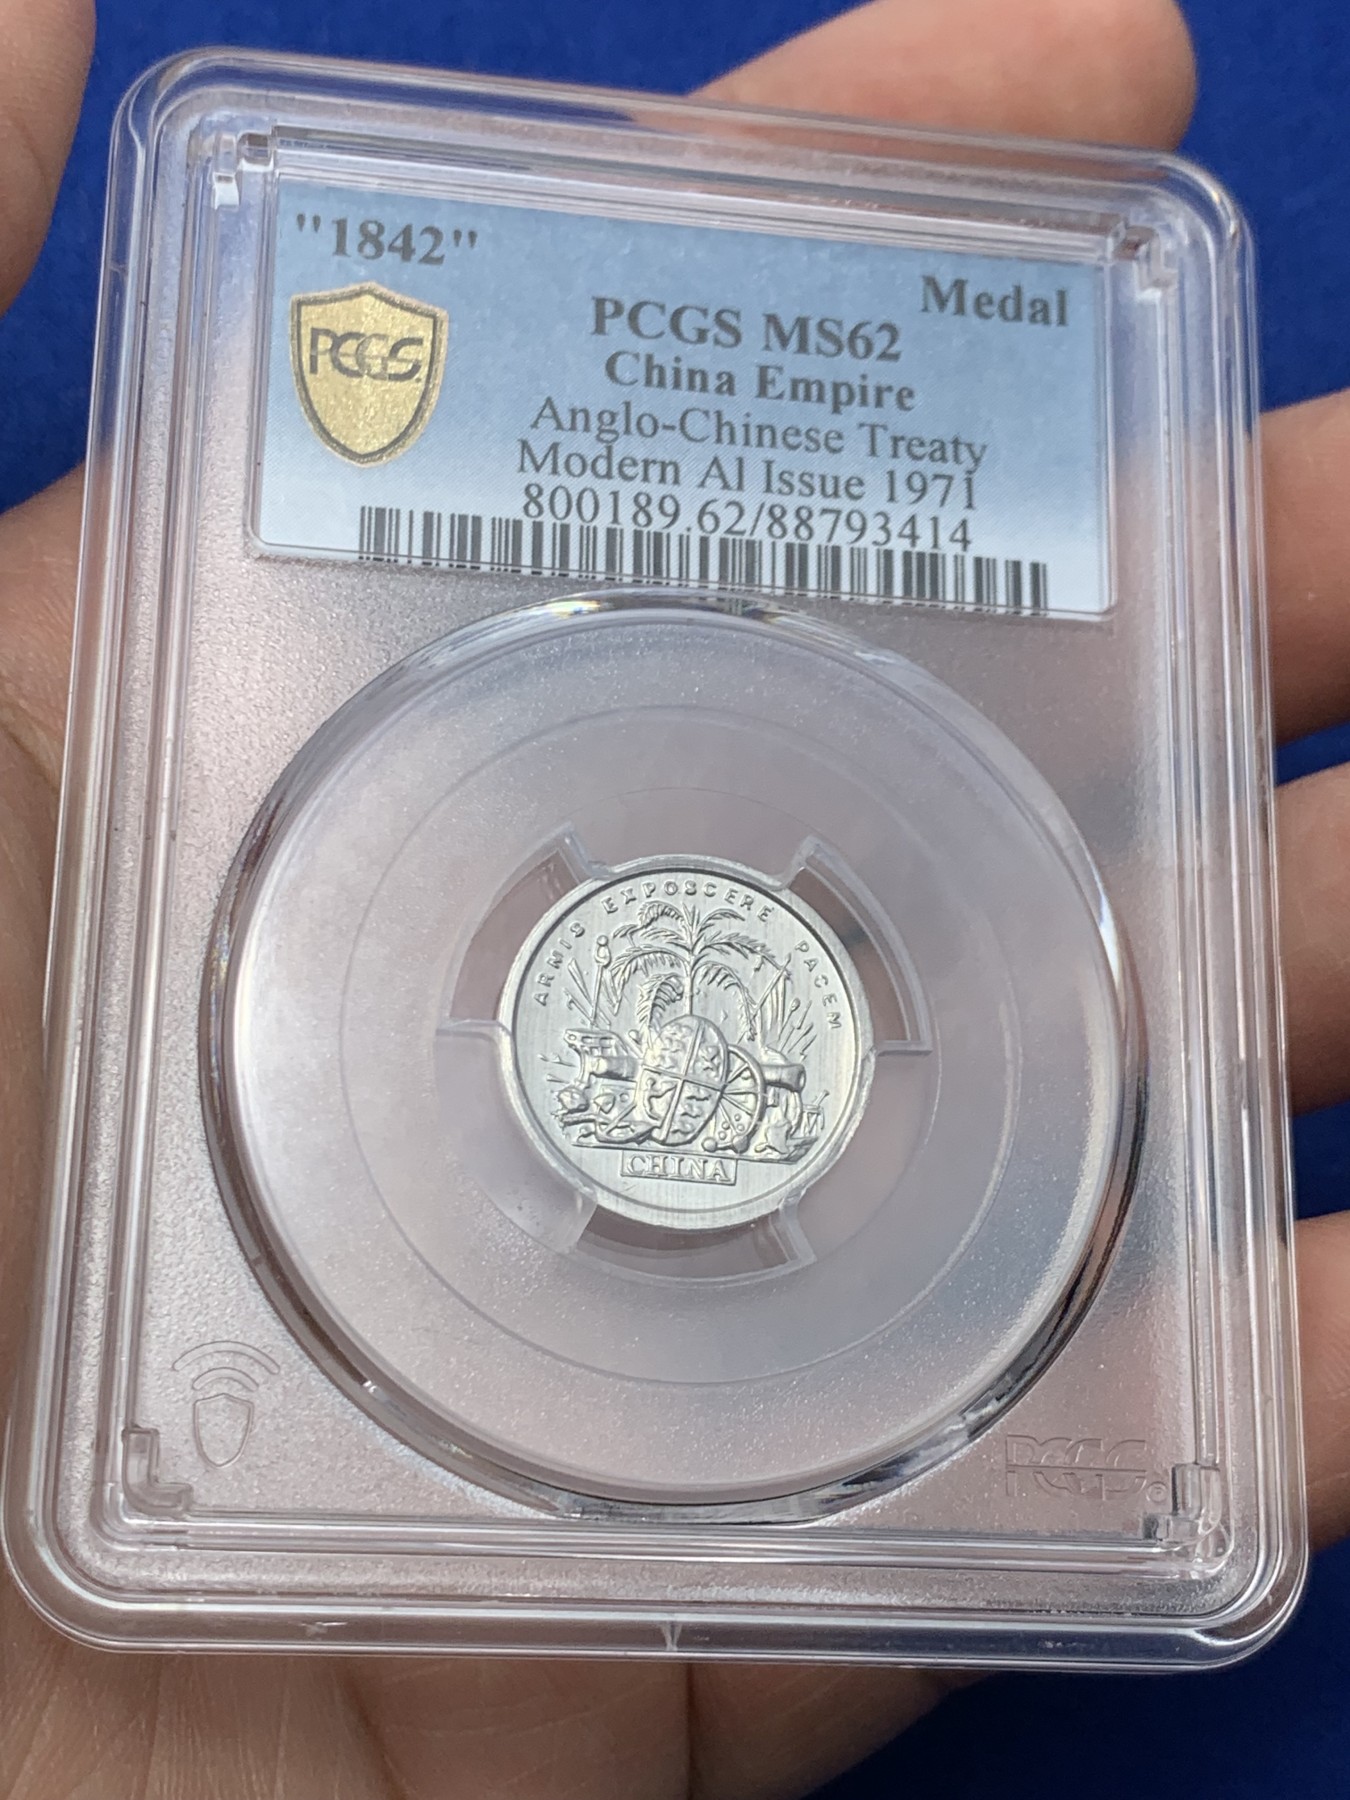 "1842"
Medal
PCGS
PCGS MS62
China Empire
Anglo-Chinese Treaty
Modern Al Issue 1971
800189.62/88793414
ARMIS EXPOSCERE PACEM
CHINA
PCGS